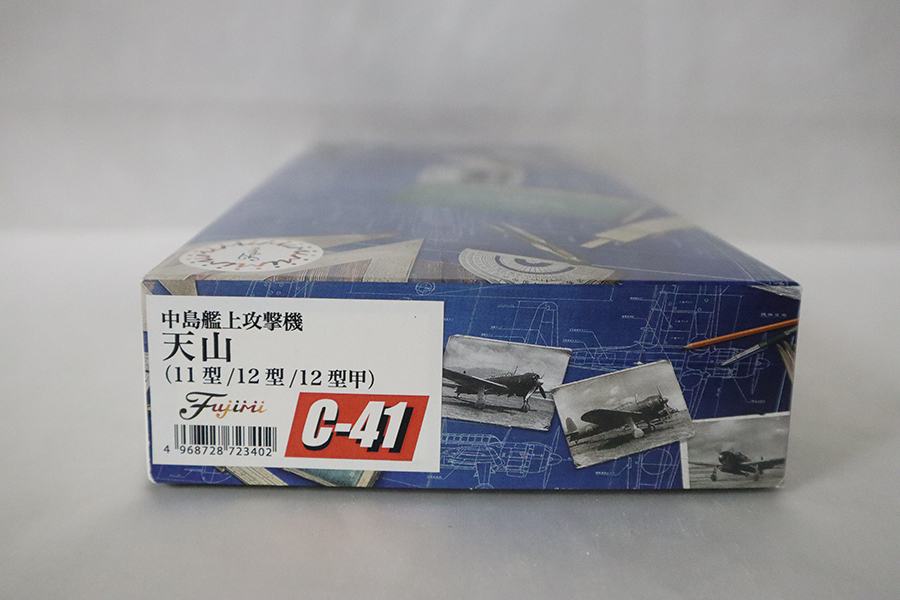 中島艦上攻撃機
天山
(11型/12型/12型甲)
Fujimi
C-41
4 968728 723402